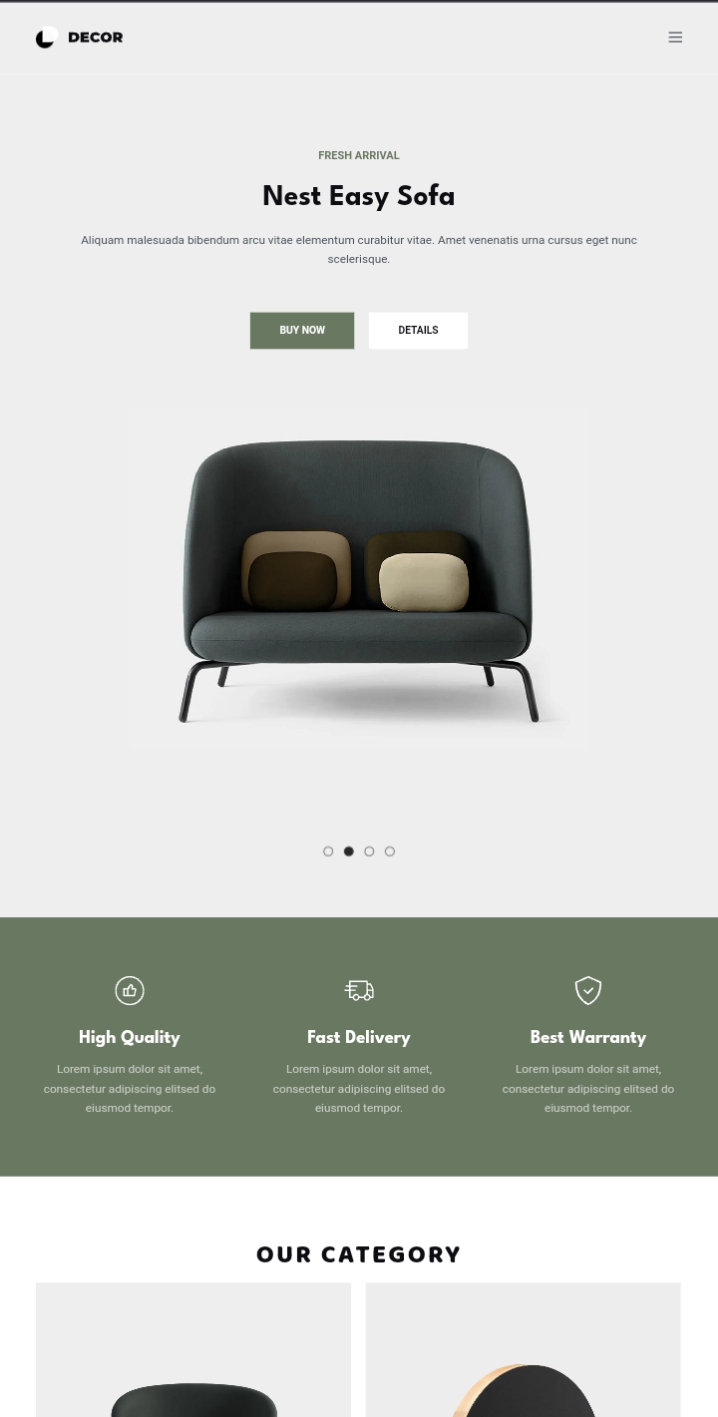 DECOR
FRESH ARRIVAL
Nest Easy Sofa
Aliquam malesuada bibendum arcu vitae elementum curabitur vitae. Amet venenatis urna cursus eget nunc
scelerisque.
BUY NOW
DETAILS
High Quality
Lorem ipsum dolor sit amet,
consectetur adipiscing elitsed do
eiusmod tempor.
Fast Delivery
Lorem ipsum dolor sit amet,
consectetur adipiscing elitsed do
eiusmod tempor.
Best Warranty
Lorem ipsum dolor sit amet,
consectetur adipiscing elitsed do
eiusmod tempor.
OUR CATEGORY